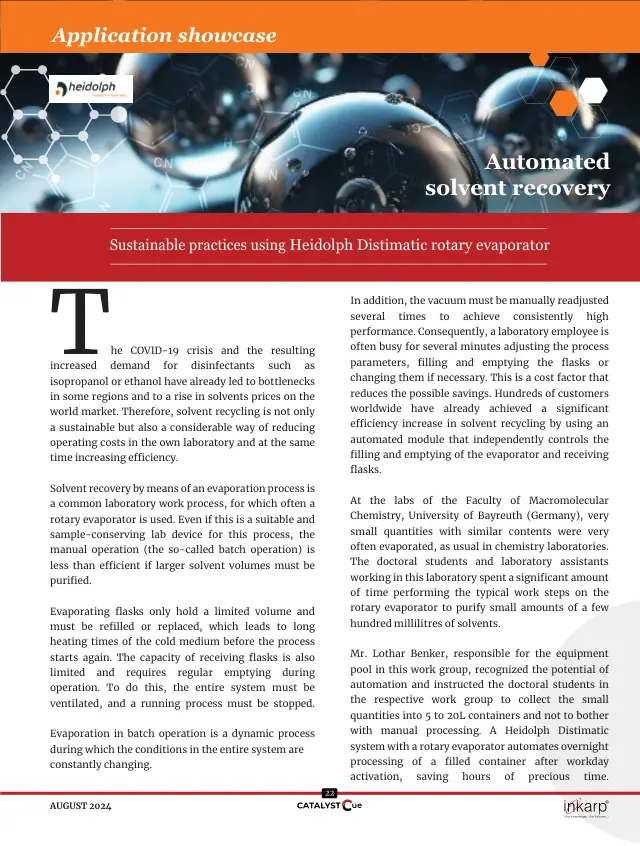 Application showcase
heidolph
Automated
solvent recovery
Sustainable practices using Heidolph Distimatic rotary evaporator
The COVID-19 crisis and the resulting
increased demand for disinfectants such as
isopropanol or ethanol have already led to bottlenecks
in some regions and to a rise in solvents prices on the
world market. Therefore, solvent recycling is not only
a sustainable but also a considerable way of reducing
operating costs in the own laboratory and at the same
time increasing efficiency.
Solvent recovery by means of an evaporation process is
a common laboratory work process, for which often a
rotary evaporator is used. Even if this is a suitable and
sample-conserving lab device for this process, the
manual operation (the so-called batch operation) is
less than efficient if larger solvent volumes must be
purified.
Evaporating flasks only hold a limited volume and
must be refilled or replaced, which leads to long
heating times of the cold medium before the process
starts again. The capacity of receiving flasks is also
limited and requires regular emptying during
operation. To do this, the entire system must be
ventilated, and a running process must be stopped.
Evaporation in batch operation is a dynamic process
during which the conditions in the entire system are
constantly changing.
In addition, the vacuum must be manually readjusted
several times to achieve consistently high
performance. Consequently, a laboratory employee is
often busy for several minutes adjusting the process
parameters, filling and emptying the flasks or
changing them if necessary. This is a cost factor that
reduces the possible savings. Hundreds of customers
worldwide have already achieved a significant
efficiency increase in solvent recycling by using an
automated module that independently controls the
filling and emptying of the evaporator and receiving
flasks.
At the labs of the Faculty of Macromolecular
Chemistry, University of Bayreuth (Germany), very
small quantities with similar contents were very
often evaporated, as usual in chemistry laboratories.
The doctoral students and laboratory assistants
working in this laboratory spent a significant amount
of time performing the typical work steps on the
rotary evaporator to purify small amounts of a few
hundred millilitres of solvents.
Mr. Lothar Benker, responsible for the equipment
pool in this work group, recognized the potential of
automation and instructed the doctoral students in
the respective work group to collect the small
quantities into 5 to 20L containers and not to bother
with manual processing. A Heidolph Distimatic
system with a rotary evaporator automates overnight
processing of a filled container after workday
activation, saving hours of precious time.
22
AUGUST 2024
CATALYST Cue
inkarp®